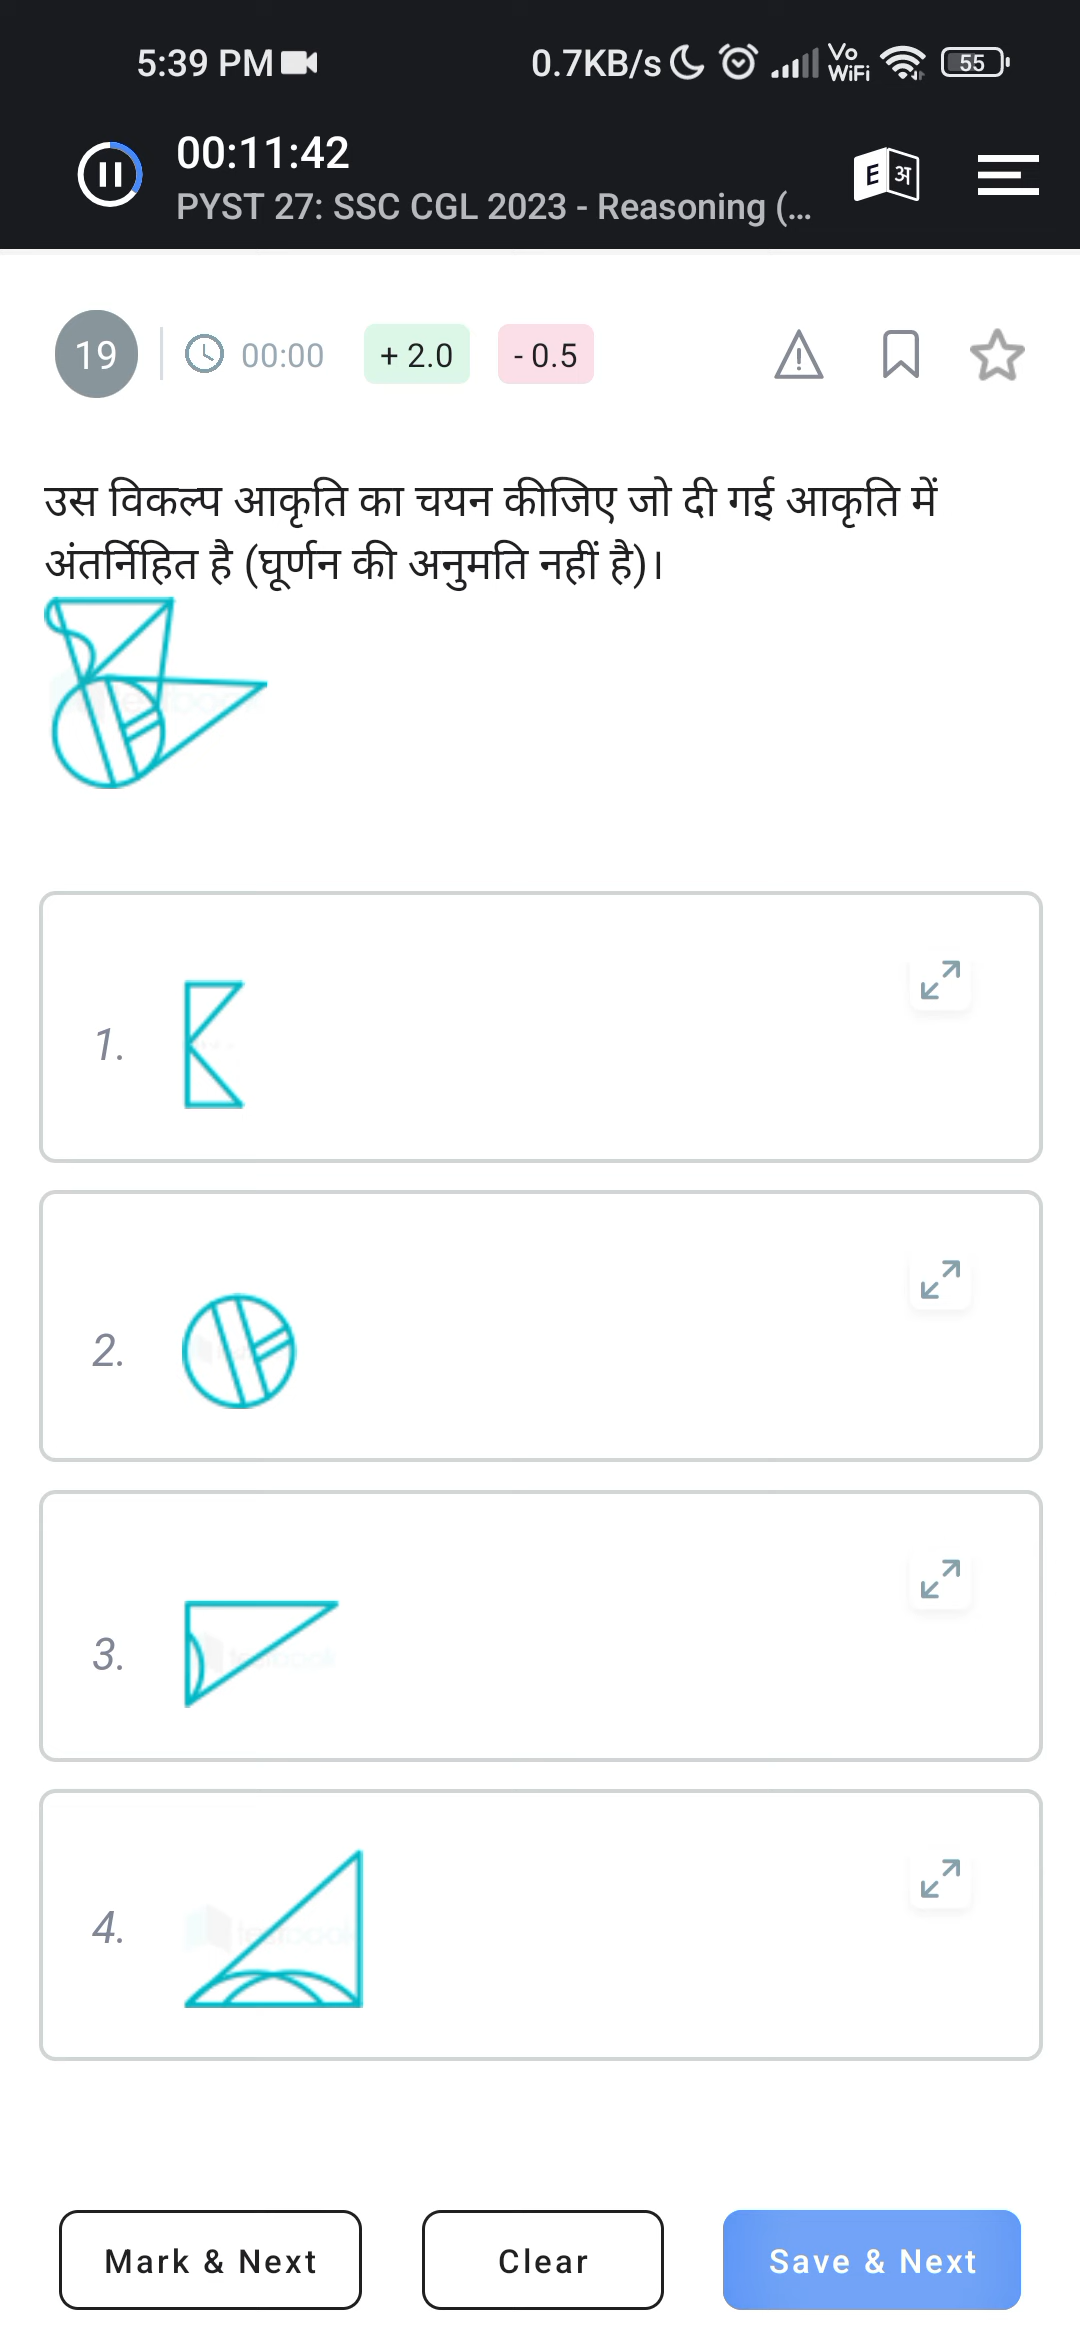 5:39 PM 0.7KB/s Vo WiFi 55
00:11:42
E अ
PYST 27: SSC CGL 2023 - Reasoning (...
19 00:00 + 2.0 - 0.5
उस विकल्प आकृति का चयन कीजिए जो दी गई आकृति में
अंतर्निहित है (घूर्णन की अनुमति नहीं है)।
1.
2.
3.
testbook
4.
testbook
Mark & Next Clear Save & Next